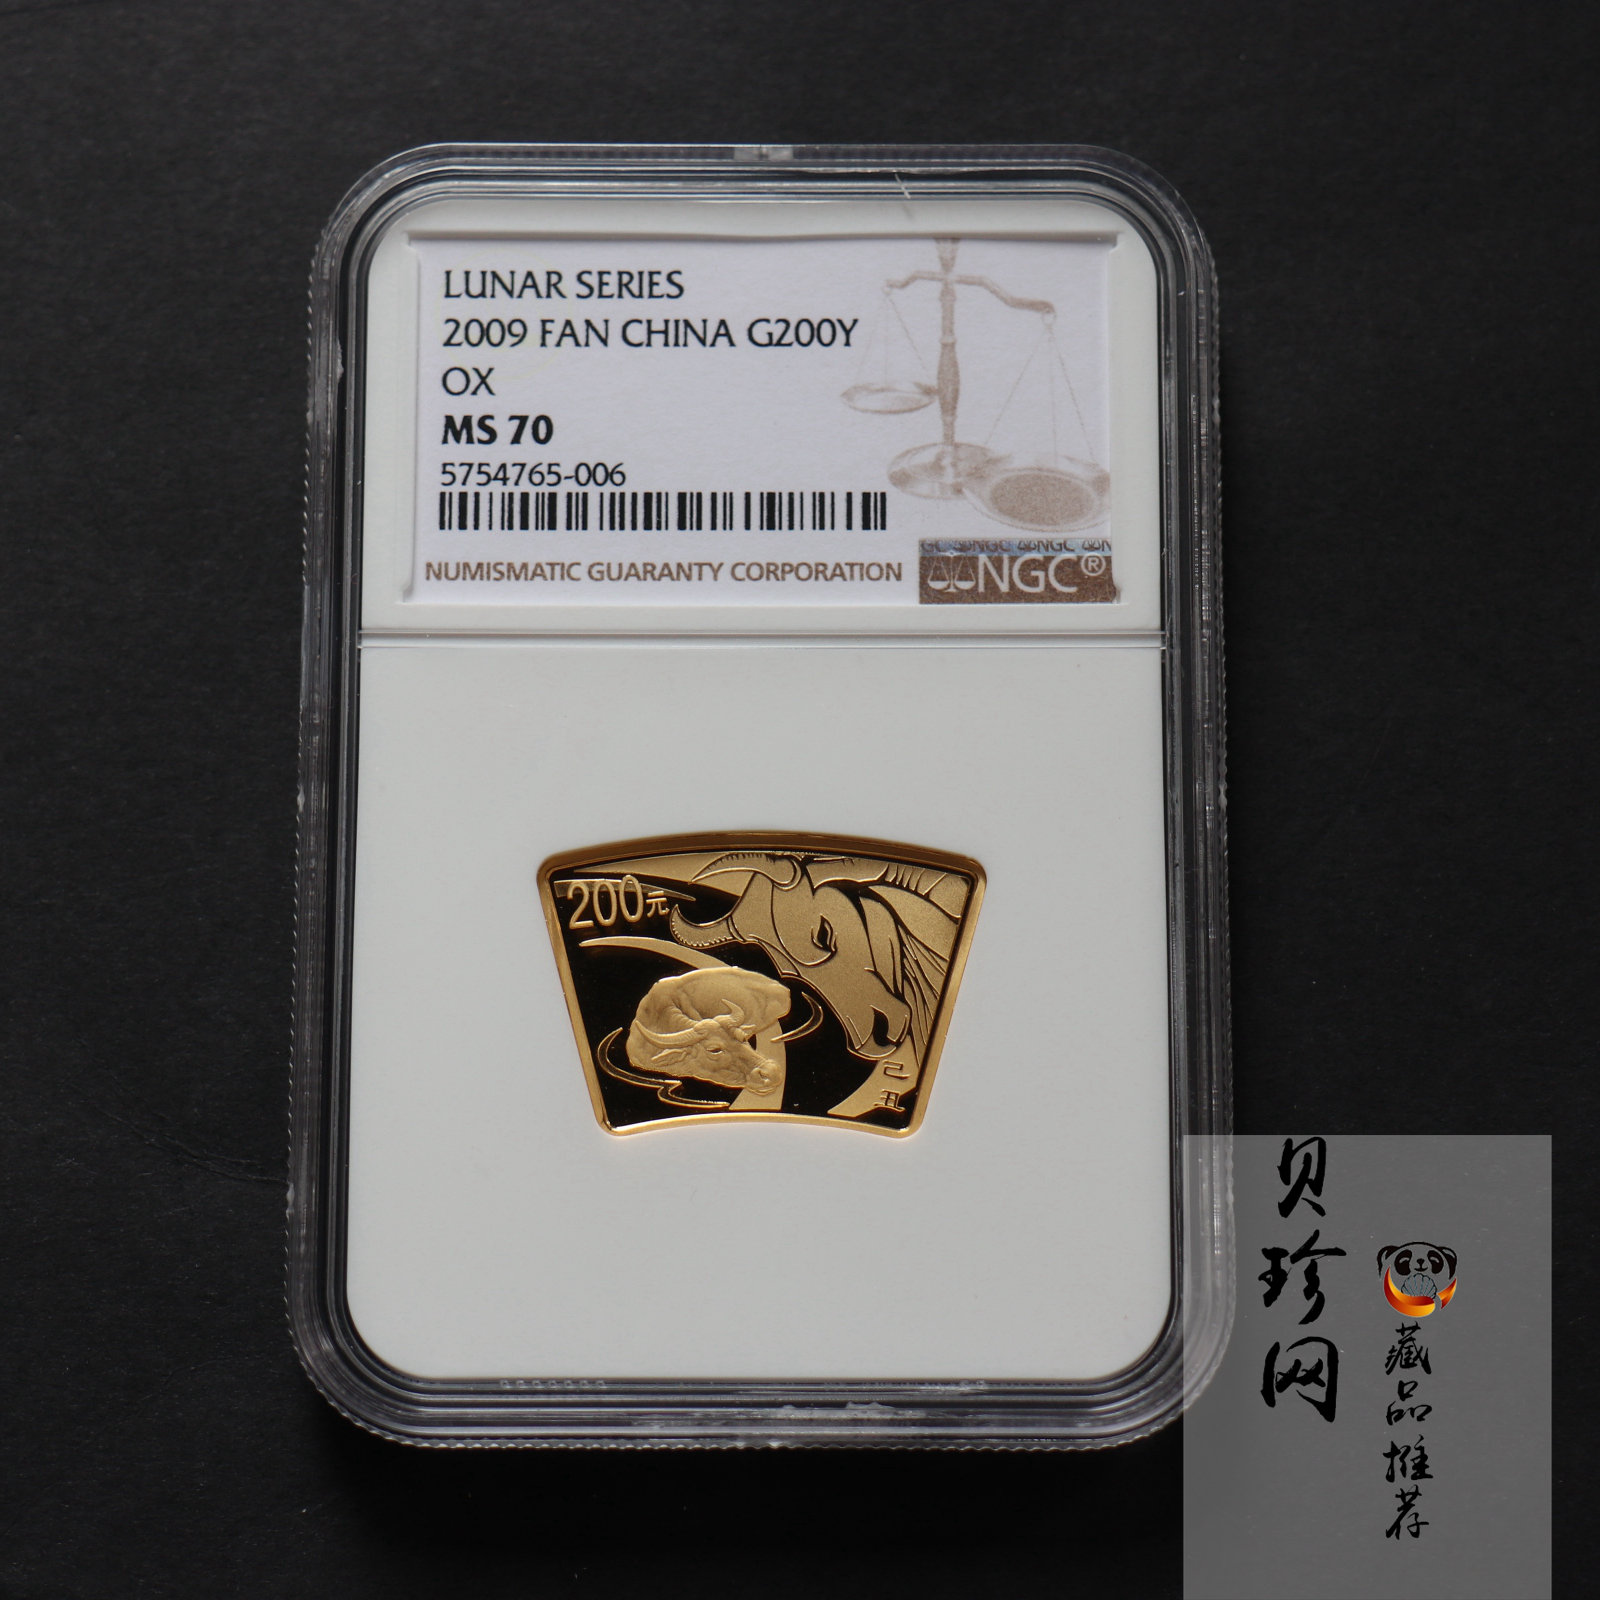 LUNAR SERIES
2009 FAN CHINA G200Y
OX
MS 70
5754765-006
NUMISMATIC GUARANTY CORPORATION
NGC®
200元
己
丑
贝珍网
藏品推荐